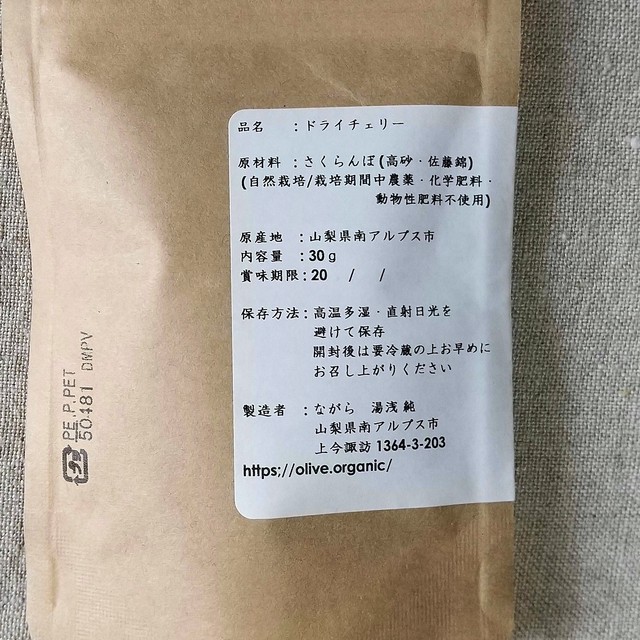 品名　：ドライチェリー
原材料 ：さくらんぼ(高砂・佐藤錦)
(自然栽培/栽培期間中農薬・化学肥料・
動物性肥料不使用)
原産地 ：山梨県南アルプス市
内容量 ：30g
賞味期限：20　/　/
保存方法：高温多湿・直射日光を
避けて保存
開封後は要冷蔵の上お早めに
お召し上がりください
製造者 ：ながら　湯浅 純
山梨県南アルプス市
上今諏訪 1364-3-203
https;//olive.organic/
プラ
PE,P,PET
50481 DMPV